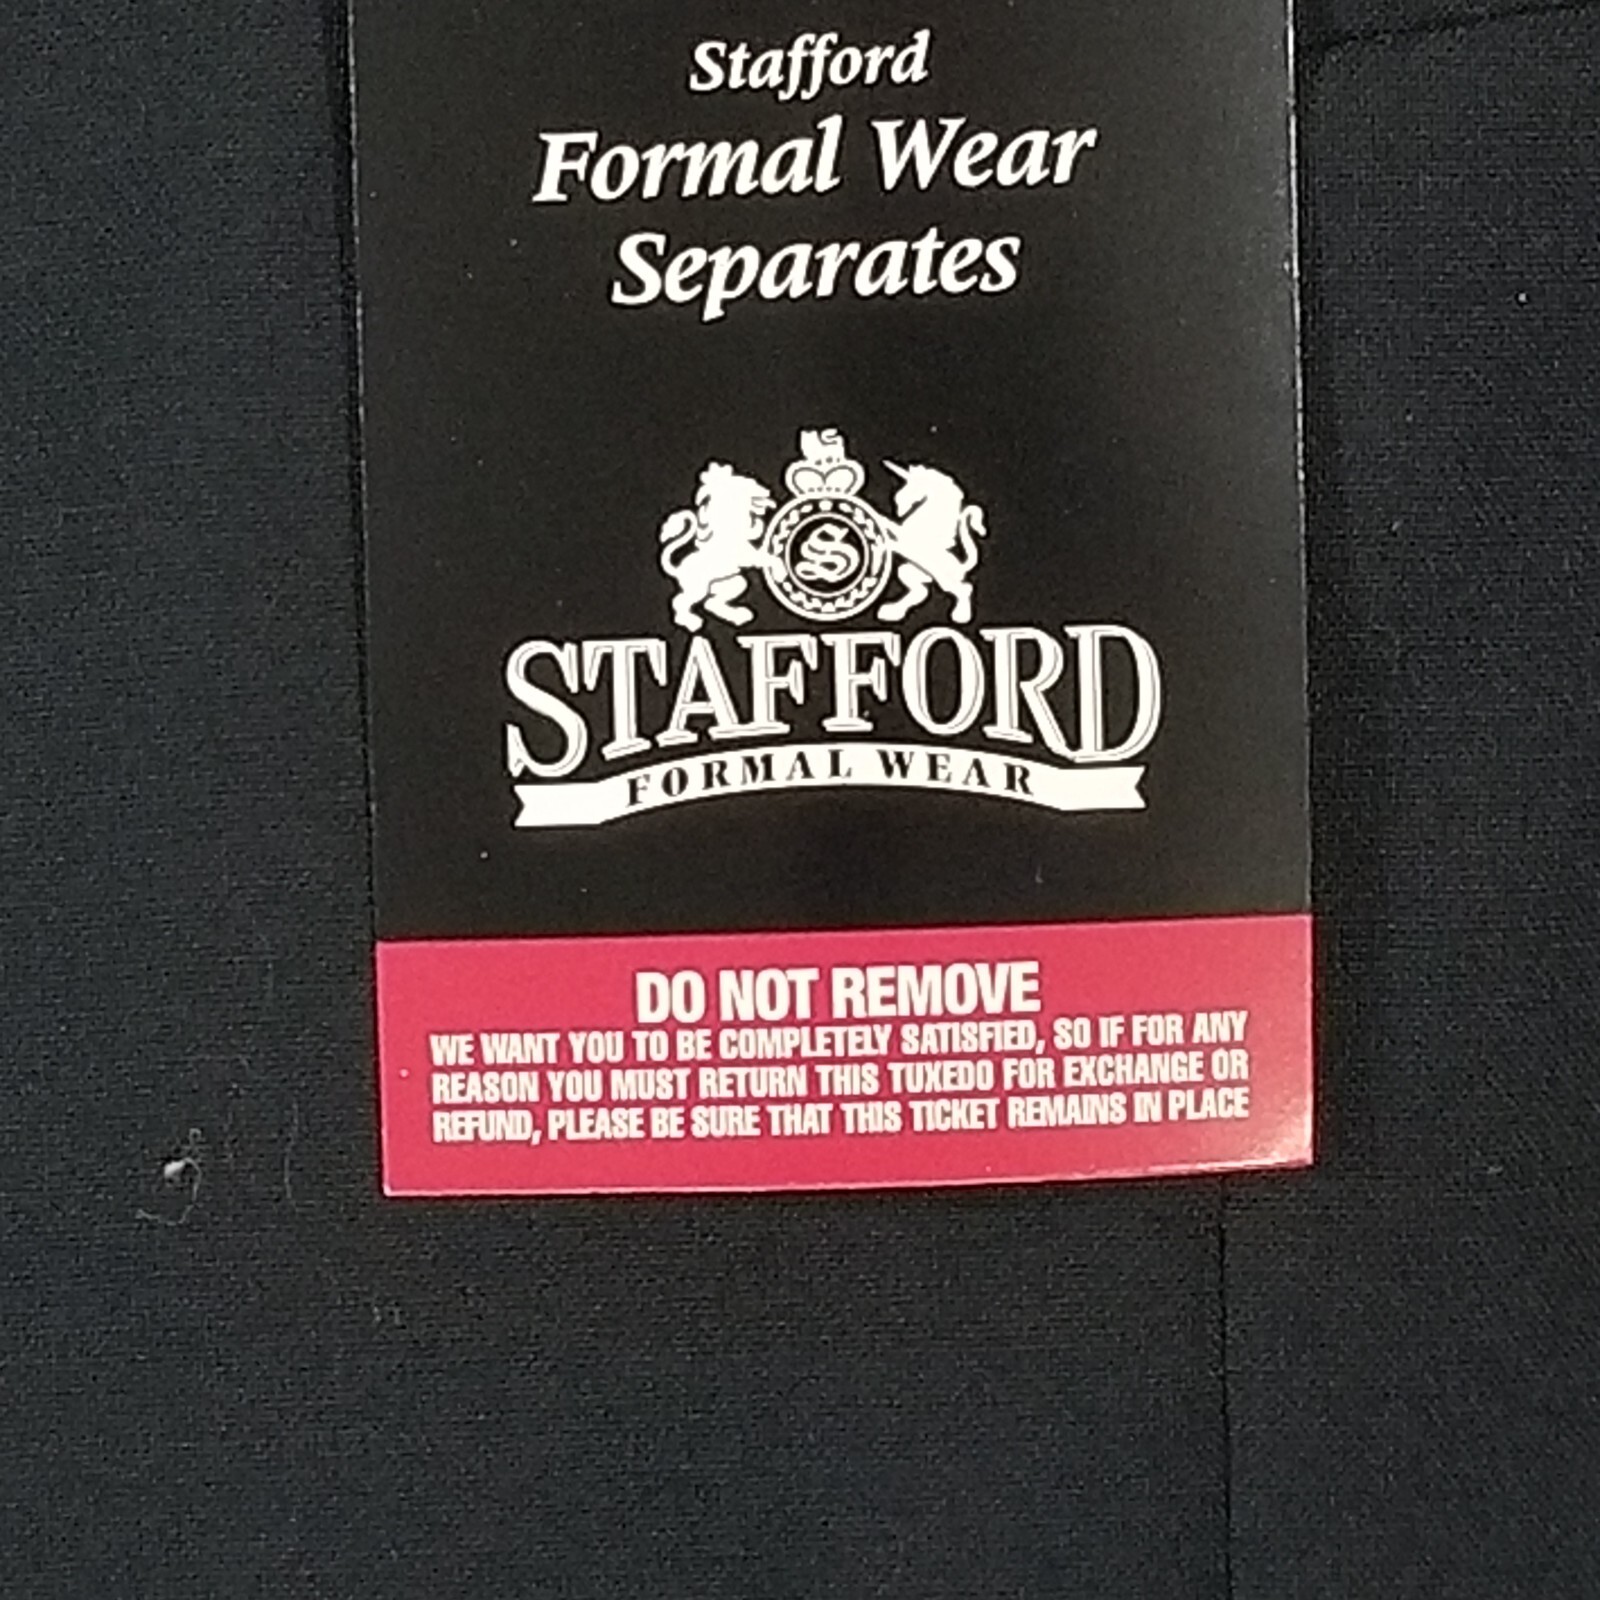 Stafford
Formal Wear
Separates
S
STAFFORD
FORMAL WEAR
DO NOT REMOVE
WE WANT YOU TO BE COMPLETELY SATISFIED, SO IF FOR ANY
REASON YOU MUST RETURN THIS TUXEDO FOR EXCHANGE OR
REFUND, PLEASE BE SURE THAT THIS TICKET REMAINS IN PLACE